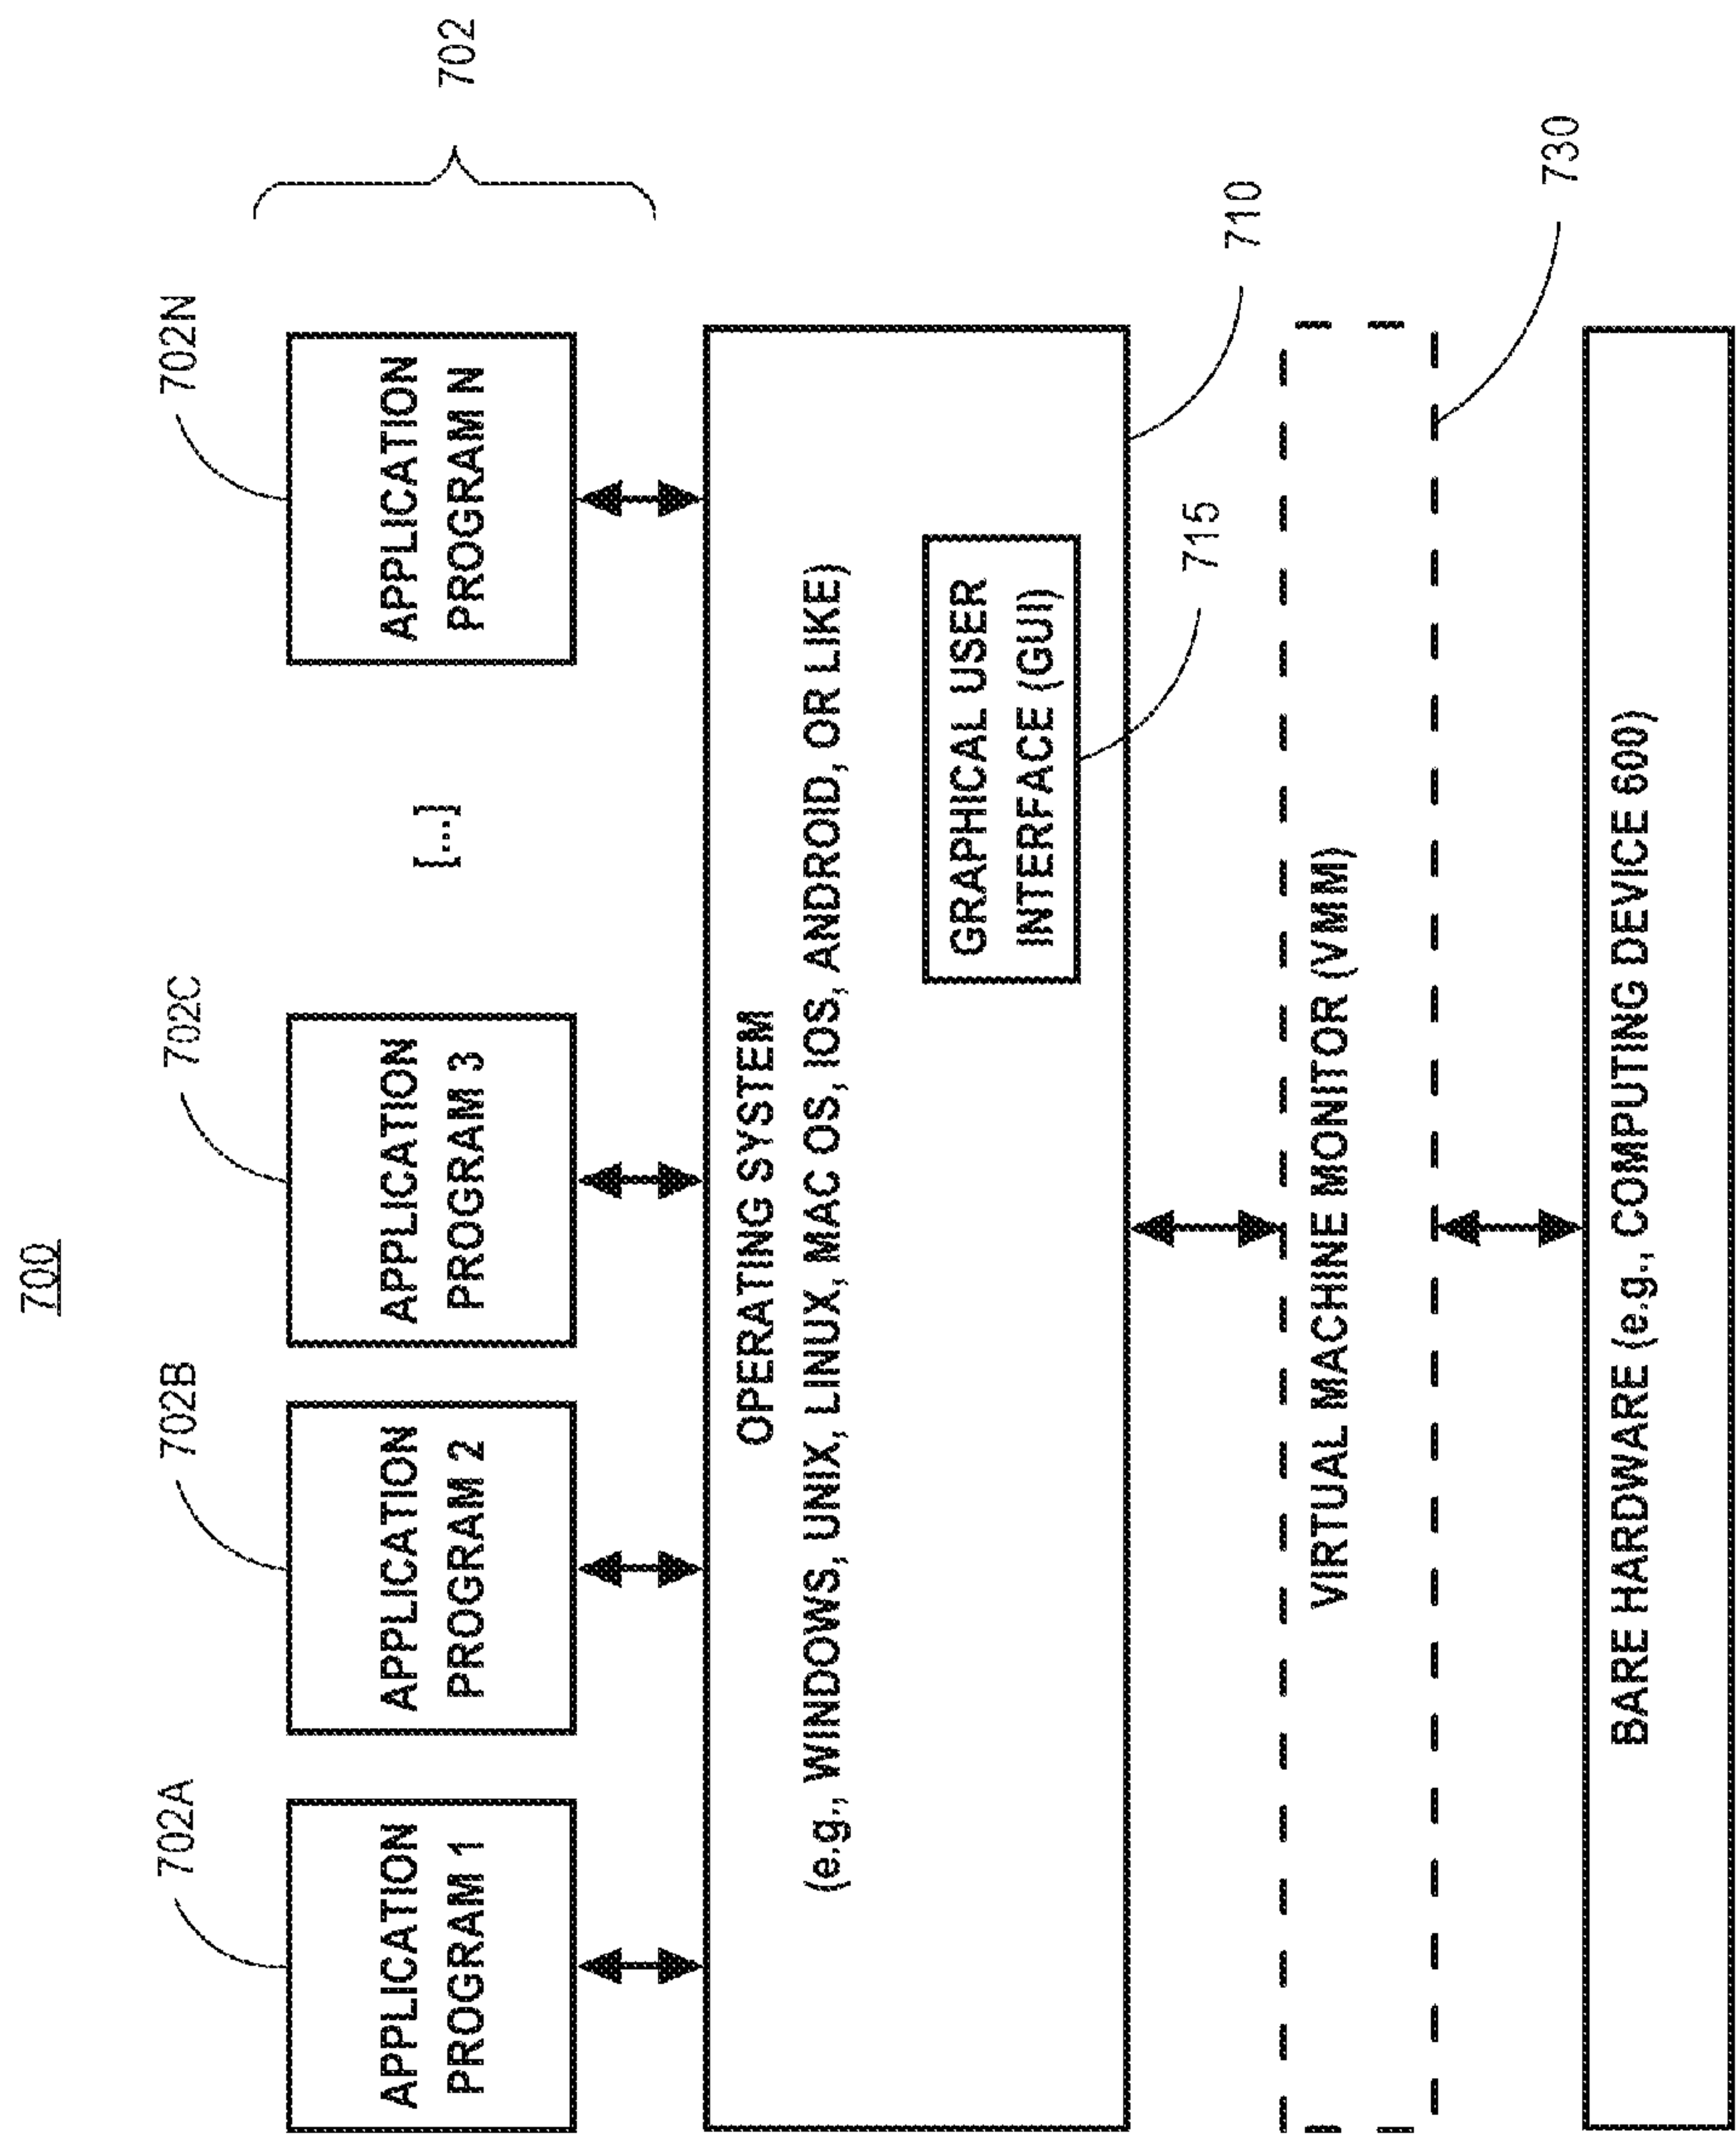 700
702A
702B
702C
702N
702
APPLICATION
PROGRAM 1
APPLICATION
PROGRAM 2
APPLICATION
PROGRAM 3
[...]
APPLICATION
PROGRAM N
OPERATING SYSTEM
(e.g., WINDOWS, UNIX, LINUX, MAC OS, IOS, ANDROID, OR LIKE)
GRAPHICAL USER
INTERFACE (GUI)
715
710
VIRTUAL MACHINE MONITOR (VMM)
730
BARE HARDWARE (e.g., COMPUTING DEVICE 600)